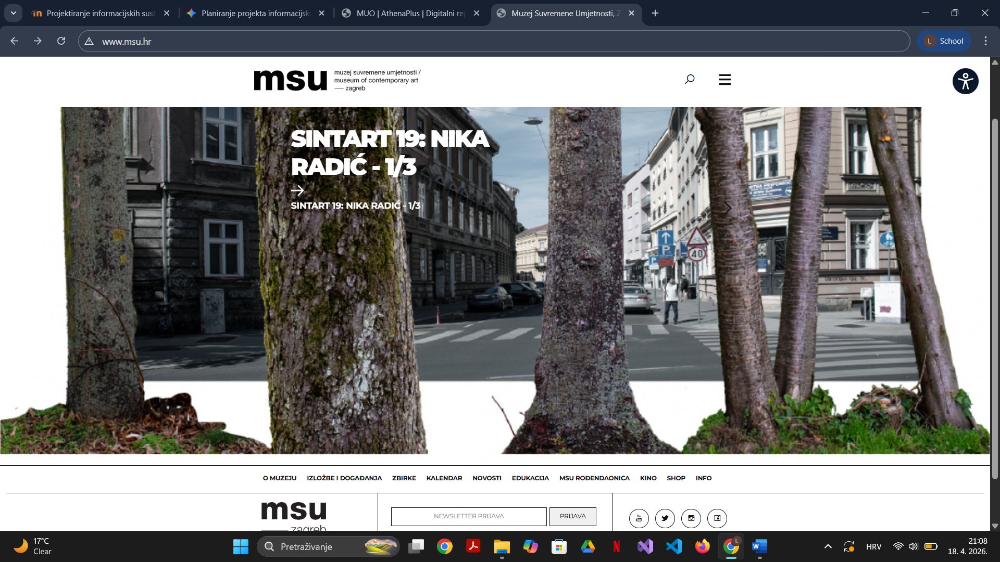 Projektiranje informacijskih sust
Planiranje projekta informacijsk
MUO | AthenaPlus | Digitalni re
Muzej Suvremene Umjetnosti, Z
www.msu.hr
L School
msu
muzej suvremene umjetnosti /
museum of contemporary art
— zagreb
SINTART 19: NIKA
RADIĆ - 1/3
SINTART 19: NIKA RADIĆ - 1/3
P
P
P
40
O MUZEJU IZLOŽBE I DOGAĐANJA ZBIRKE KALENDAR NOVOSTI EDUKACIJA MSU ROĐENDAONICA KINO SHOP INFO
msu
— zagreb
NEWSLETTER PRIJAVA
PRIJAVA
You Tube
17°C
Clear
Pretraživanje
HRV
21:08
18. 4. 2026.